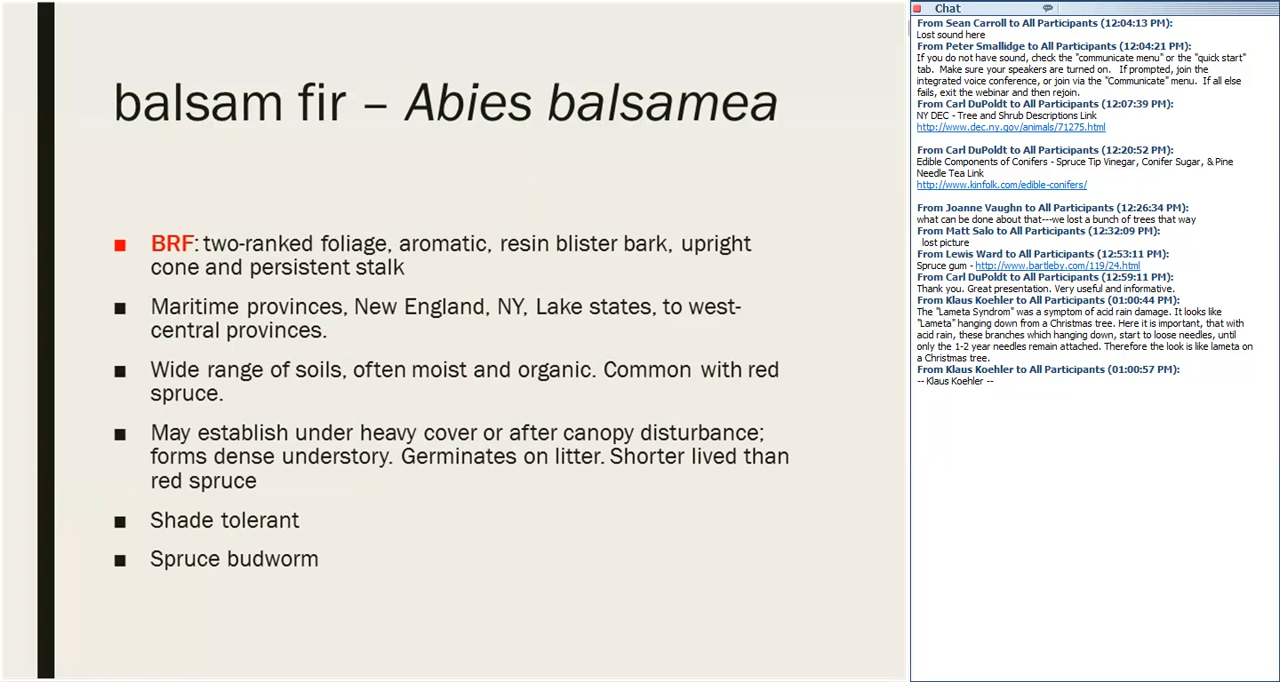 balsam fir – Abies balsamea
■ BRF: two-ranked foliage, aromatic, resin blister bark, upright
cone and persistent stalk
■ Maritime provinces, New England, NY, Lake states, to west-
central provinces.
■ Wide range of soils, often moist and organic. Common with red
spruce.
■ May establish under heavy cover or after canopy disturbance;
forms dense understory. Germinates on litter. Shorter lived than
red spruce
■ Shade tolerant
■ Spruce budworm
Chat
From Sean Carroll to All Participants (12:04:13 PM):
Lost sound here
From Peter Smallidge to All Participants (12:04:21 PM):
If you do not have sound, check the "communicate menu" or the "quick start"
tab. Make sure your speakers are turned on. If prompted, join the
integrated voice conference, or join via the "Communicate" menu. If all else
fails, exit the webinar and then rejoin.
From Carl DuPoldt to All Participants (12:07:39 PM):
NY DEC - Tree and Shrub Descriptions Link
http://www.dec.ny.gov/animals/71275.html
From Carl DuPoldt to All Participants (12:20:52 PM):
Edible Components of Conifers - Spruce Tip Vinegar, Conifer Sugar, & Pine
Needle Tea Link
http://www.kinfolk.com/edible-conifers/
From Joanne Vaughn to All Participants (12:26:34 PM):
what can be done about that---we lost a bunch of trees that way
From Matt Salo to All Participants (12:32:09 PM):
lost picture
From Lewis Ward to All Participants (12:53:11 PM):
Spruce gum - http://www.bartleby.com/119/24.html
From Carl DuPoldt to All Participants (12:59:11 PM):
Thank you. Great presentation. Very useful and informative.
From Klaus Koehler to All Participants (01:00:44 PM):
The "Lameta Syndrom" was a symptom of acid rain damage. It looks like
"Lameta" hanging down from a Christmas tree. Here it is important, that with
acid rain, these branches which hanging down, start to loose needles, until
only the 1-2 year needles remain attached. Therefore the look is like lameta on
a Christmas tree.
From Klaus Koehler to All Participants (01:00:57 PM):
-- Klaus Koehler --